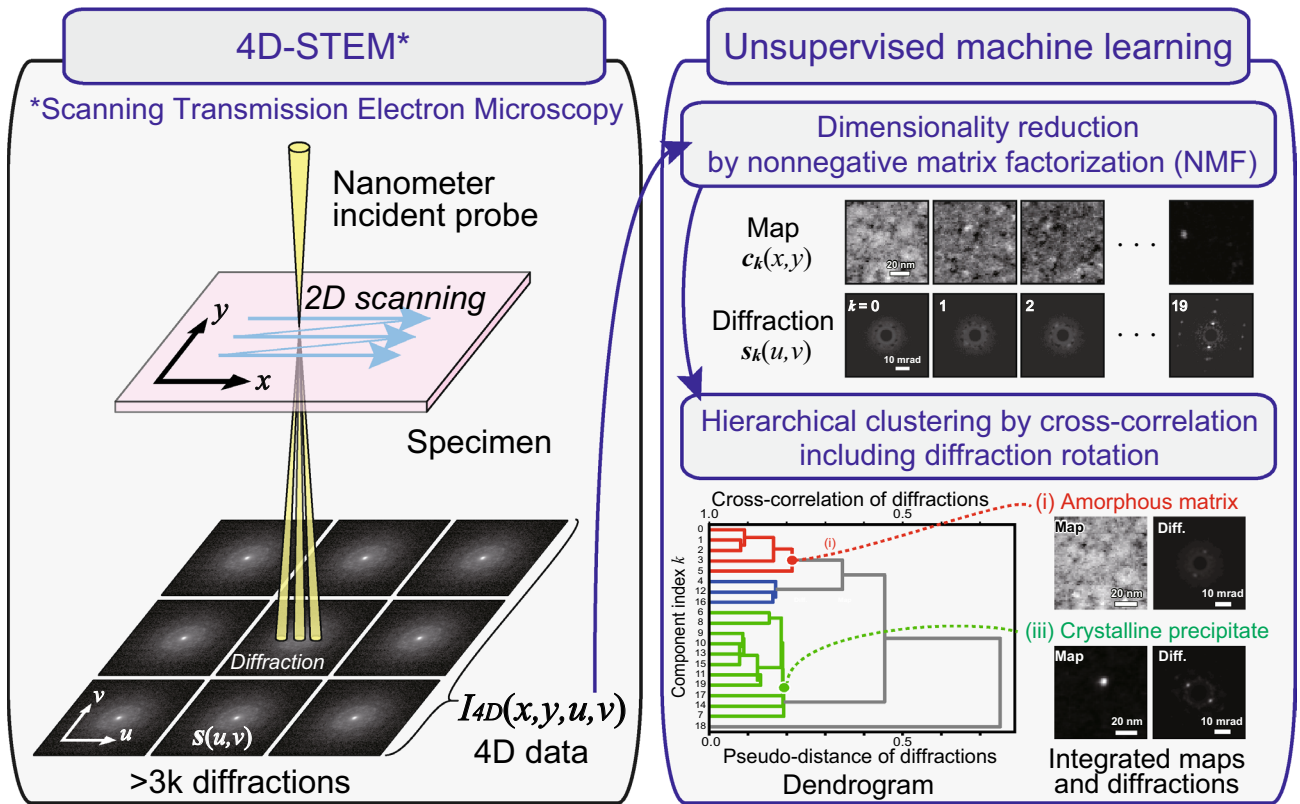 4D-STEM*
*Scanning Transmission Electron Microscopy
Nanometer
incident probe
2D scanning
y
x
Specimen
Diffraction
v
u
s(u,v)
I4D(x,y,u,v)
4D data
>3k diffractions
Unsupervised machine learning
Dimensionality reduction
by nonnegative matrix factorization (NMF)
Map
ck(x,y)
20 nm
· · ·
Diffraction
sk(u,v)
k = 0
10 mrad
1
2
· · ·
19
Hierarchical clustering by cross-correlation
including diffraction rotation
Cross-correlation of diffractions
1.0
0.5
Component index k
0
1
2
3
5
4
12
16
6
8
9
10
13
15
11
19
17
14
7
18
(i)
0.0
0.5
Pseudo-distance of diffractions
Dendrogram
(i) Amorphous matrix
Map
20 nm
Diff.
10 mrad
(iii) Crystalline precipitate
Map
20 nm
Diff.
10 mrad
Integrated maps
and diffractions